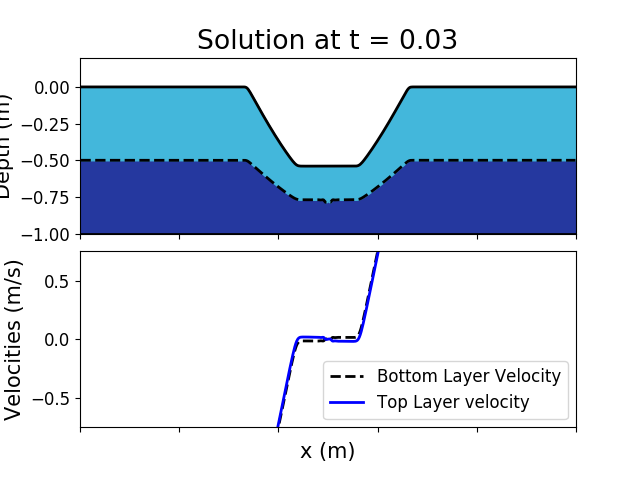 Solution at t = 0.03
Depth (m)
0.00
−0.25
−0.50
−0.75
−1.00
Velocities (m/s)
0.5
0.0
−0.5
Bottom Layer Velocity
Top Layer velocity
x (m)